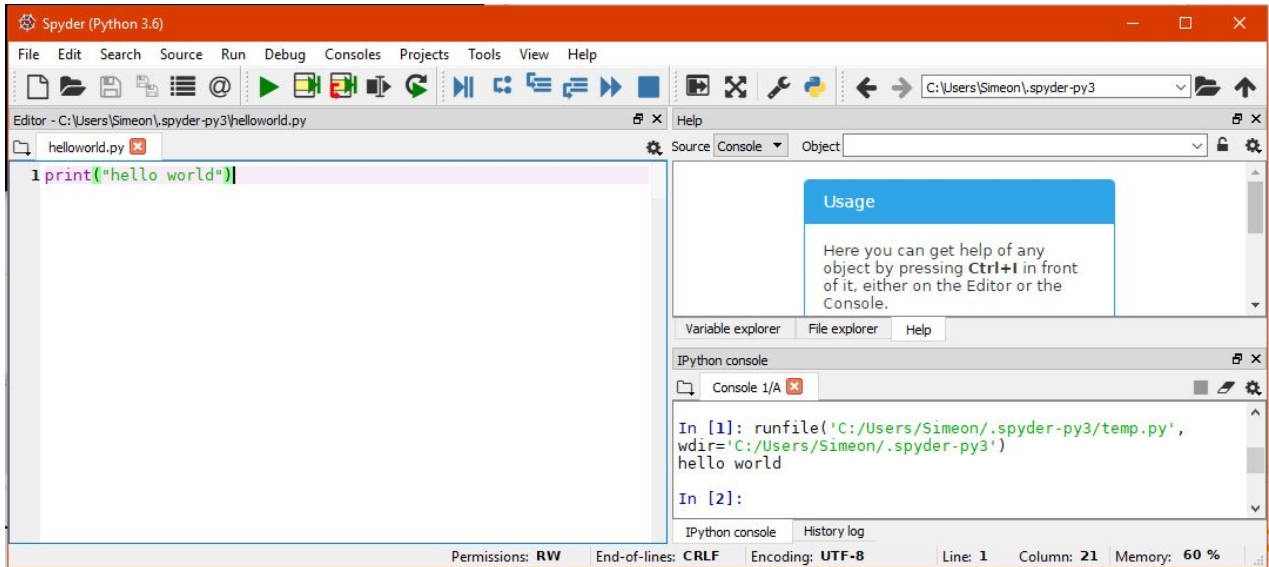 Spyder (Python 3.6)
File Edit Search Source Run Debug Consoles Projects Tools View Help
C:\Users\Simeon\.spyder-py3
Editor - C:\Users\Simeon\.spyder-py3\helloworld.py
helloworld.py
1 print("hello world")
Help
Source Console Object
Usage
Here you can get help of any
object by pressing Ctrl+I in front
of it, either on the Editor or the
Console.
Variable explorer File explorer Help
IPython console
Console 1/A
In [1]: runfile('C:/Users/Simeon/.spyder-py3/temp.py',
wdir='C:/Users/Simeon/.spyder-py3')
hello world
In [2]:
IPython console History log
Permissions: RW End-of-lines: CRLF Encoding: UTF-8 Line: 1 Column: 21 Memory: 60 %